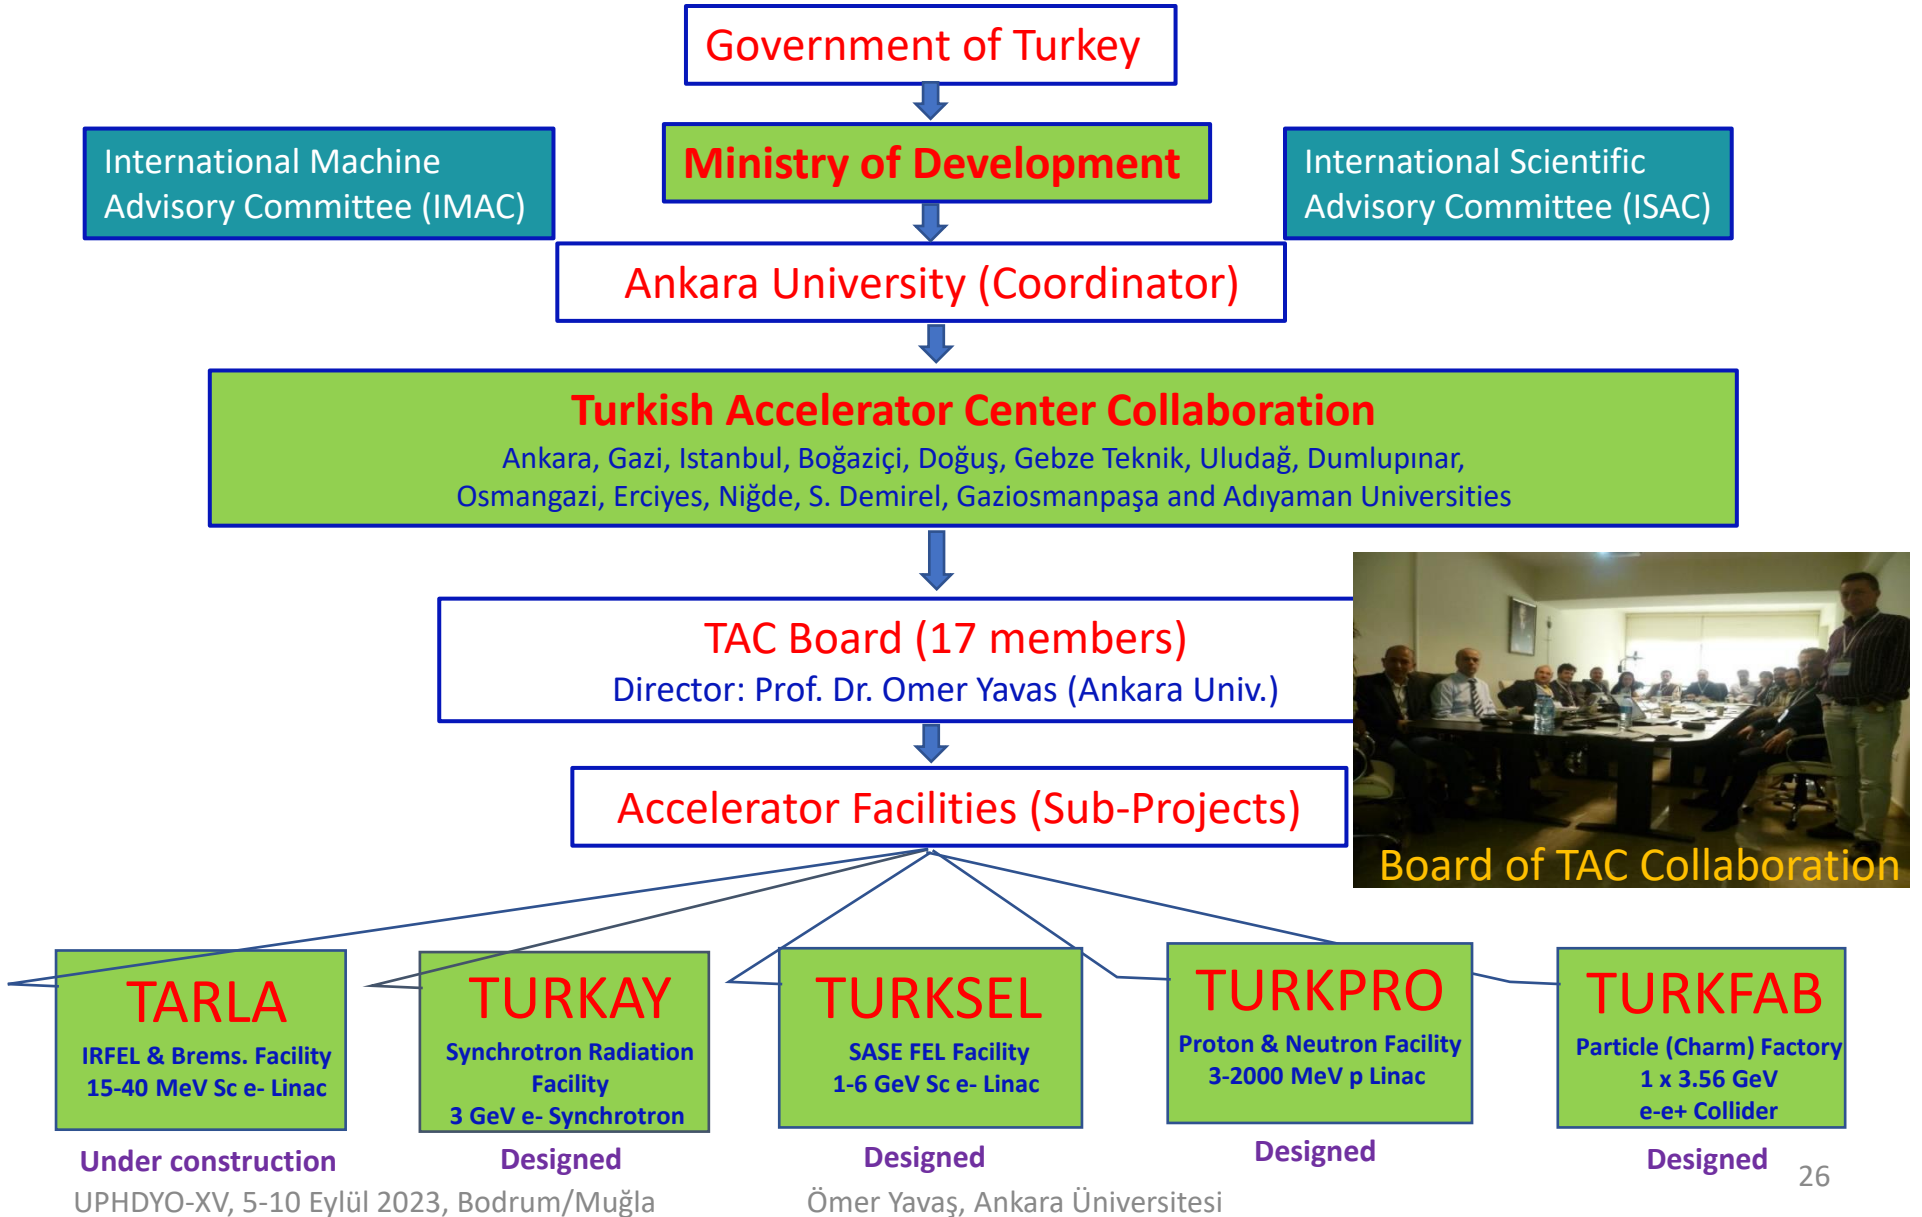 Government of Turkey
International Machine
Advisory Committee (IMAC)
Ministry of Development
International Scientific
Advisory Committee (ISAC)
Ankara University (Coordinator)
Turkish Accelerator Center Collaboration
Ankara, Gazi, Istanbul, Boğaziçi, Doğuş, Gebze Teknik, Uludağ, Dumlupınar,
Osmangazi, Erciyes, Niğde, S. Demirel, Gaziosmanpaşa and Adıyaman Universities
TAC Board (17 members)
Director: Prof. Dr. Omer Yavas (Ankara Univ.)
Accelerator Facilities (Sub-Projects)
Board of TAC Collaboration
TARLA
IRFEL & Brems. Facility
15-40 MeV Sc e- Linac
Under construction
TURKAY
Synchrotron Radiation
Facility
3 GeV e- Synchrotron
Designed
TURKSEL
SASE FEL Facility
1-6 GeV Sc e- Linac
Designed
TURKPRO
Proton & Neutron Facility
3-2000 MeV p Linac
Designed
TURKFAB
Particle (Charm) Factory
1 x 3.56 GeV
e-e+ Collider
Designed
UPHDYO-XV, 5-10 Eylül 2023, Bodrum/Muğla
Ömer Yavaş, Ankara Üniversitesi
26